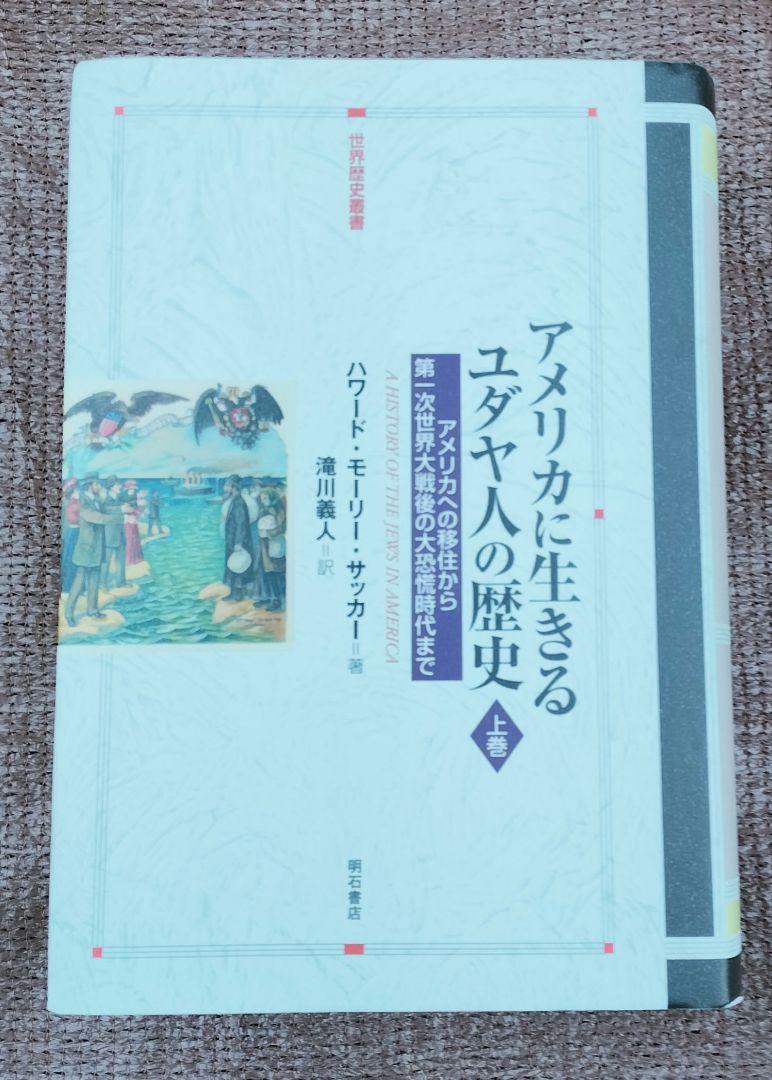 世界歴史叢書
アメリカに生きる
ユダヤ人の歴史
上巻
アメリカへの移住から
第一次世界大戦後の大恐慌時代まで
A HISTORY OF THE JEWS IN AMERICA
ハワード・モーリー・サッカー=著
滝川義人=訳
明石書店